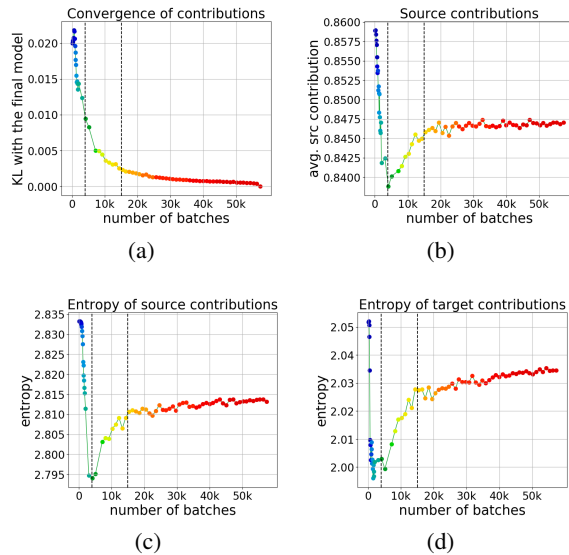 Convergence of contributions
KL with the final model
0.020
0.015
0.010
0.005
0.000
0 10k 20k 30k 40k 50k
number of batches
(a)
Source contributions
avg. src contribution
0.8600
0.8575
0.8550
0.8525
0.8500
0.8475
0.8450
0.8425
0.8400
0 10k 20k 30k 40k 50k
number of batches
(b)
Entropy of source contributions
entropy
2.835
2.830
2.825
2.820
2.815
2.810
2.805
2.800
2.795
0 10k 20k 30k 40k 50k
number of batches
(c)
Entropy of target contributions
entropy
2.05
2.04
2.03
2.02
2.01
2.00
0 10k 20k 30k 40k 50k
number of batches
(d)